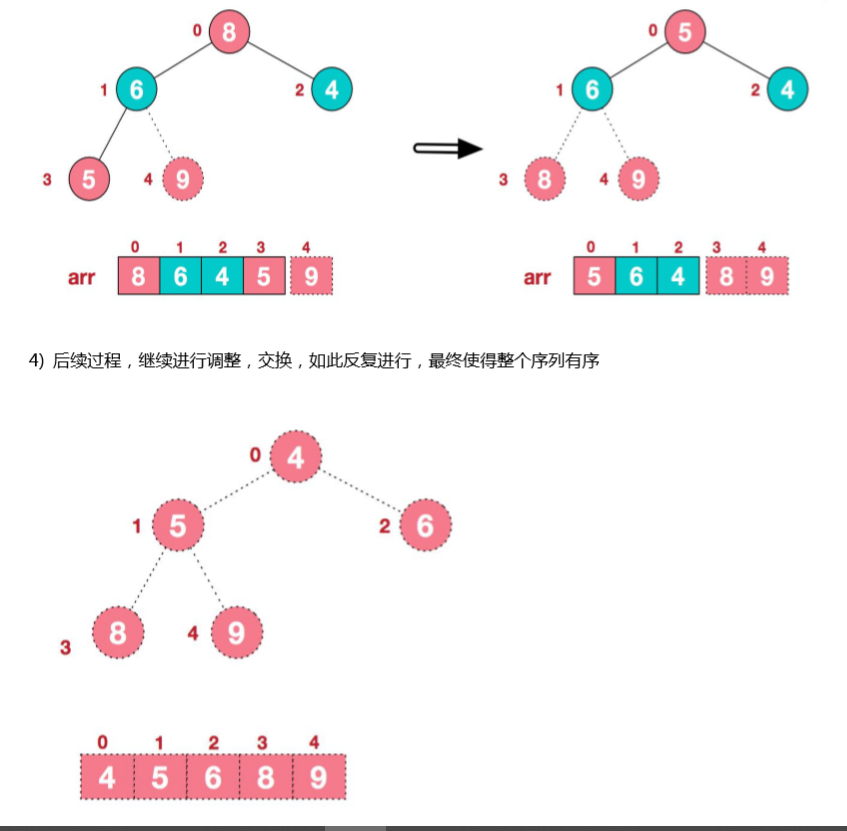 0 8 0 5
1 6 2 4 1 6 2 4
3 5 4 9 3 8 4 9
0 1 2 3 4 0 1 2 3 4
arr 8 6 4 5 9 arr 5 6 4 8 9
4) 后续过程，继续进行调整，交换，如此反复进行，最终使得整个序列有序
0 4
1 5 2 6
3 8 4 9
0 1 2 3 4
4 5 6 8 9